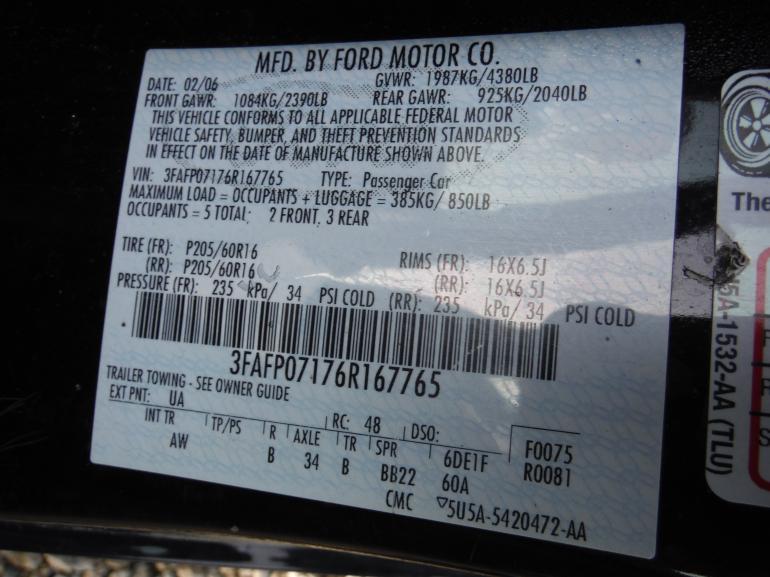 MFD. BY FORD MOTOR CO.
DATE: 02/06 GVWR: 1987KG/4380LB
FRONT GAWR: 1084KG/2390LB REAR GAWR: 925KG/2040LB
THIS VEHICLE CONFORMS TO ALL APPLICABLE FEDERAL MOTOR
VEHICLE SAFETY, BUMPER, AND THEFT PREVENTION STANDARDS
IN EFFECT ON THE DATE OF MANUFACTURE SHOWN ABOVE.
VIN: 3FAFP07176R167765 TYPE: Passenger Car
MAXIMUM LOAD = OCCUPANTS + LUGGAGE = 385KG/ 850LB
OCCUPANTS = 5 TOTAL; 2 FRONT, 3 REAR
TIRE (FR): P205/60R16 RIMS (FR): 16X6.5J
(RR): P205/60R16 (RR): 16X6.5J
PRESSURE (FR): 235 kPa/ 34 PSI COLD (RR): 235 kPa/ 34 PSI COLD
3FAFP07176R167765
TRAILER TOWING - SEE OWNER GUIDE
EXT PNT: UA RC: 48 DSO: F0075
INT TR TP/PS R AXLE TR SPR 6DE1F R0081
AW B 34 B BB22 60A
CMC 5U5A-5420472-AA
The
5A-1532-AA (TLU)
F
R
S